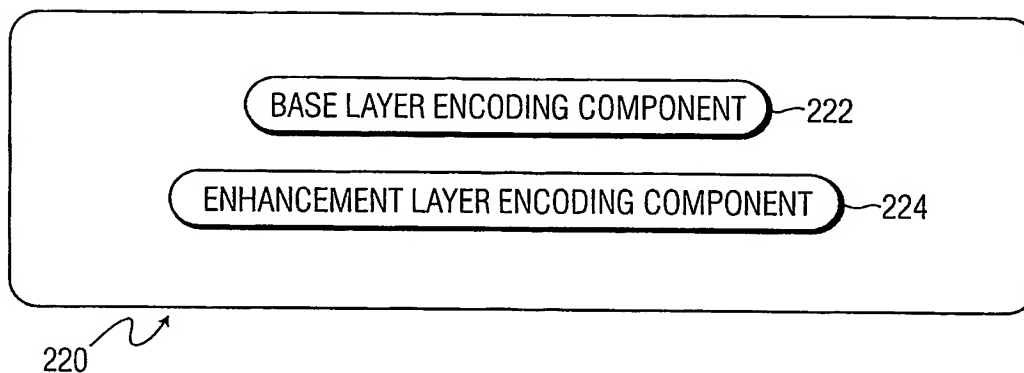 BASE LAYER ENCODING COMPONENT 222
ENHANCEMENT LAYER ENCODING COMPONENT 224
220